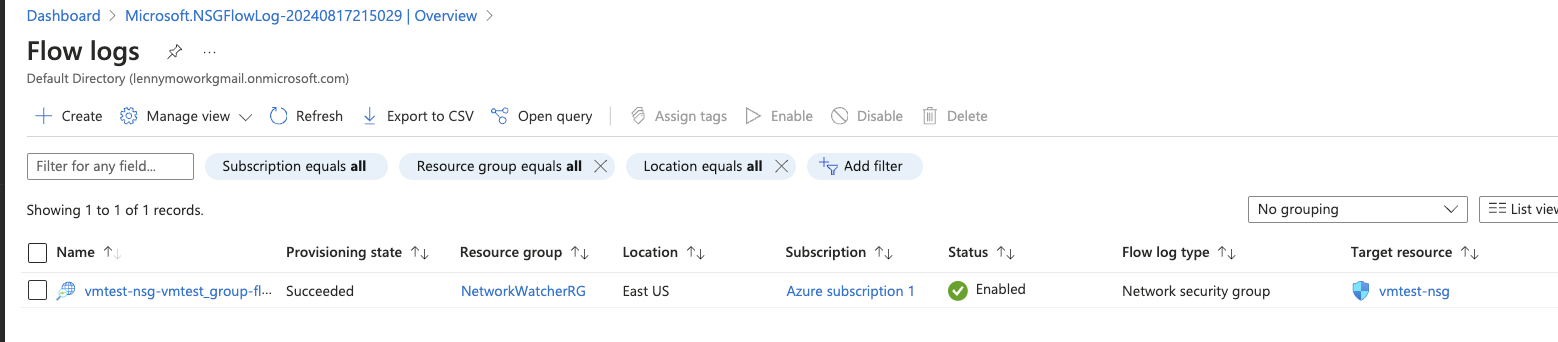 Dashboard > Microsoft.NSGFlowLog-20240817215029 | Overview >
Flow logs ...
Default Directory (lennymoworkgmail.onmicrosoft.com)
Create Manage view Refresh Export to CSV Open query Assign tags Enable Disable Delete
Filter for any field... Subscription equals all Resource group equals all Location equals all Add filter
Showing 1 to 1 of 1 records. No grouping List view
Name Provisioning state Resource group Location Subscription Status Flow log type Target resource
vmtest-nsg-vmtest_group-fl... Succeeded NetworkWatcherRG East US Azure subscription 1 Enabled Network security group vmtest-nsg